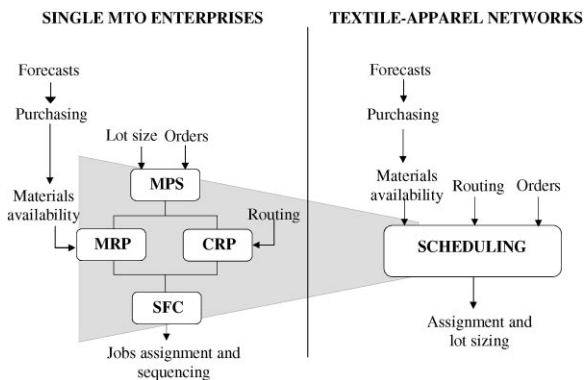 SINGLE MTO ENTERPRISES
Forecasts
Purchasing
Lot size
Orders
MPS
Materials
availability
Routing
MRP
CRP
SFC
Jobs assignment and
sequencing
TEXTILE-APPAREL NETWORKS
Forecasts
Purchasing
Materials
availability
Routing
Orders
SCHEDULING
Assignment and
lot sizing